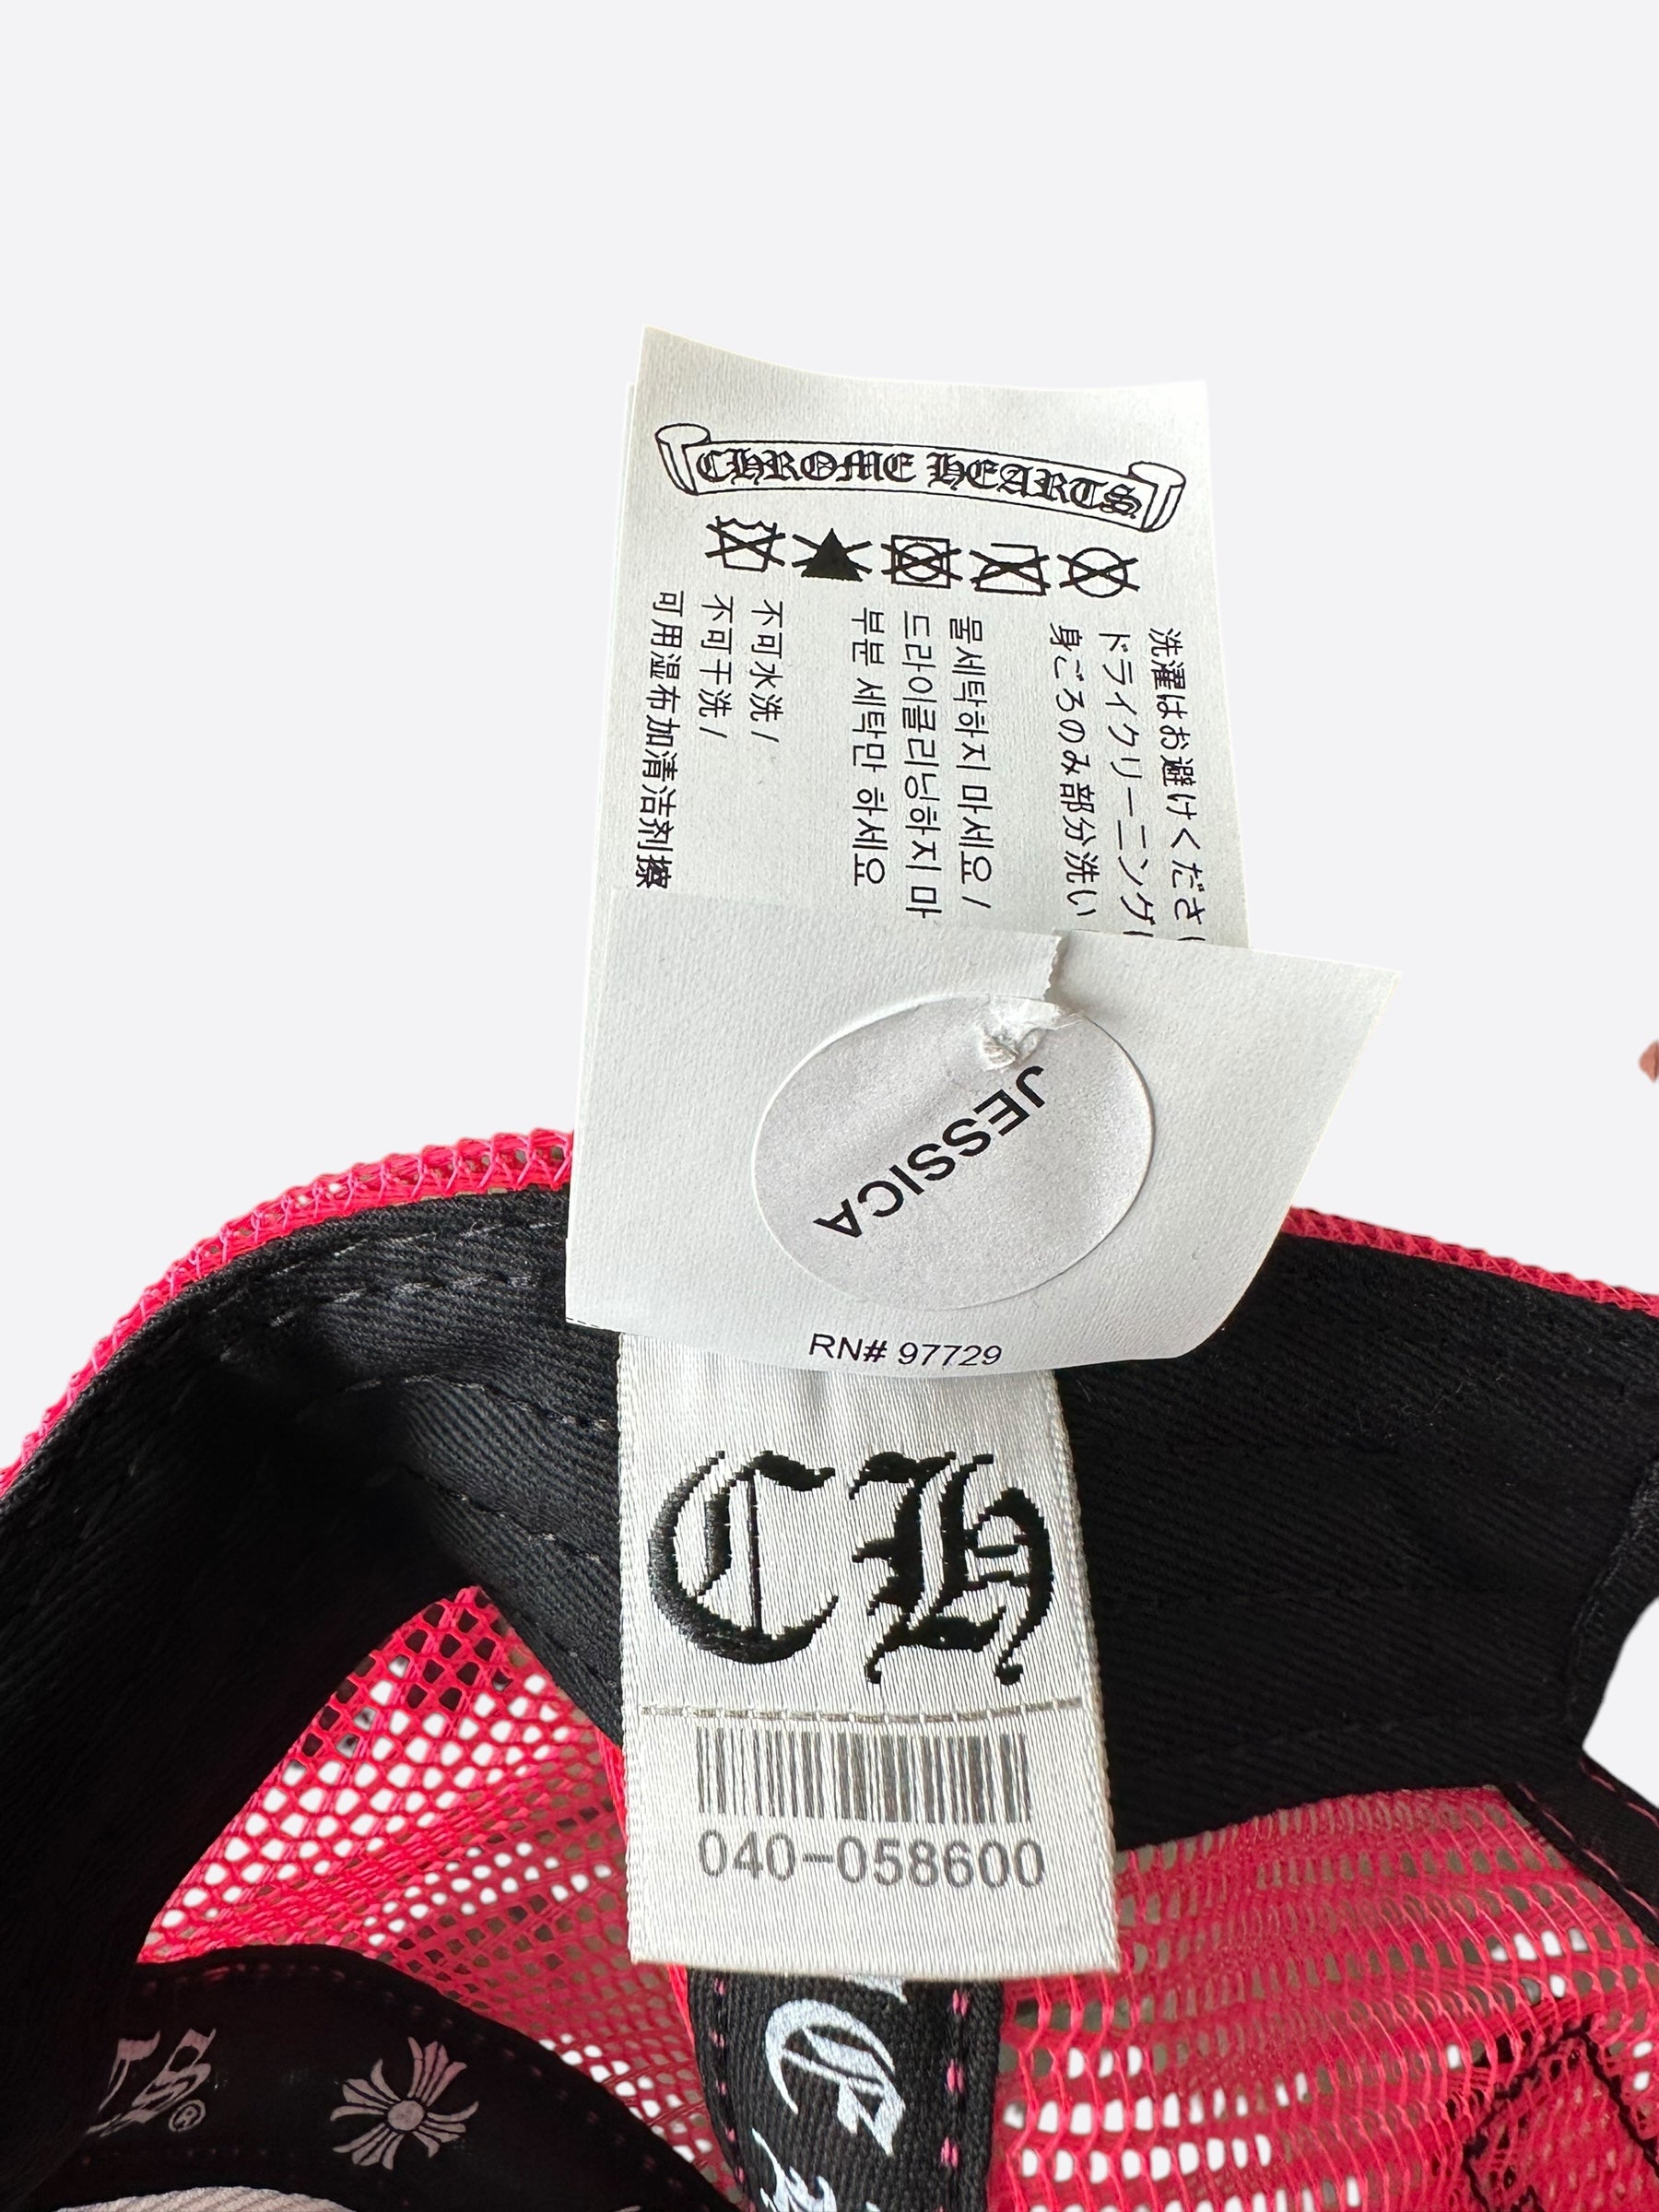 CHROME HEARTS
洗濯はお避けくださ
ドライクリーニング
身ごろのみ部分洗い
물세탁하지 마세요 /
드라이클리닝하지 마
부분 세탁만 하세요
不可水洗 /
不可干洗 /
可用湿布加清洁剂擦
JESSICA
RN# 97729
CH
040-058600